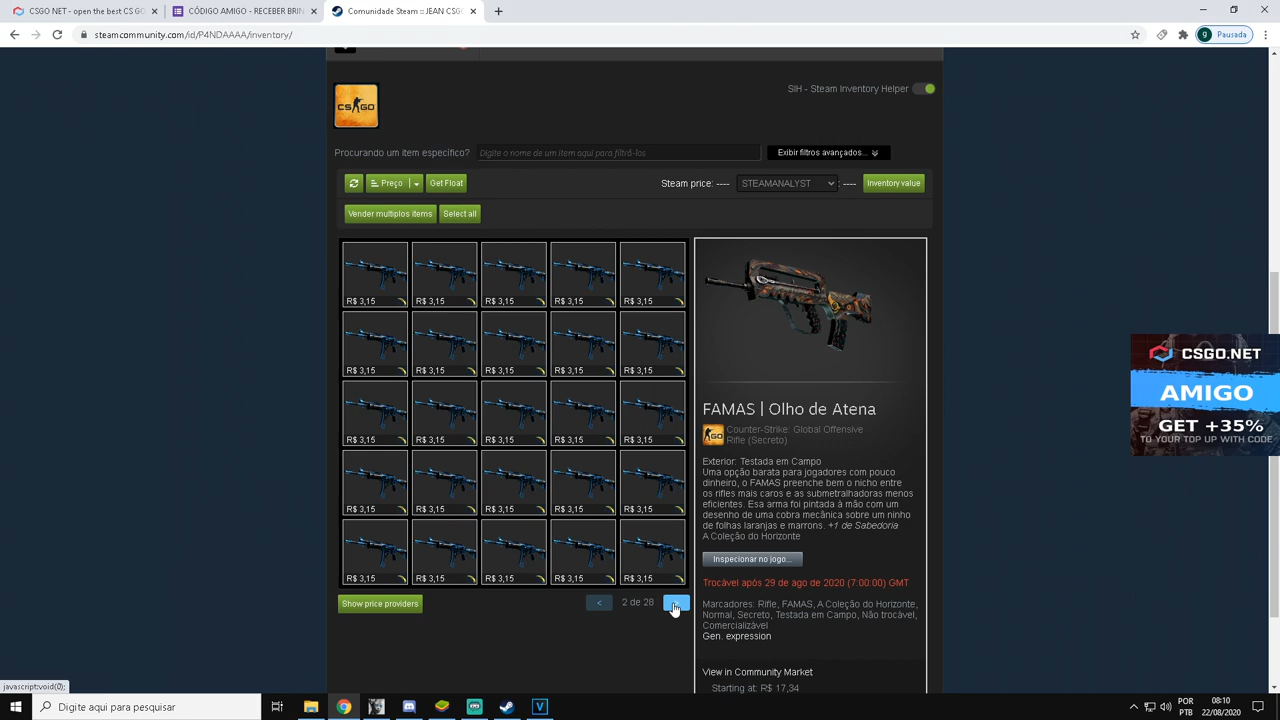 CSGO NET - open the best CS GO
CÓDIGO AMIGO - RECEBER BRIN
Comunidade Steam :: JEAN CSGO
steamcommunity.com/id/P4NDAAAA/inventory/
g Pausada
CS GO
SIH - Steam Inventory Helper
Procurando um item específico?
Digite o nome de um item aqui para filtrá-los
Exibir filtros avançados...
Preço
Get Float
Steam price: ----
STEAMANALYST
: ----
Inventory value
Vender multiplos items
Select all
R$ 3,15 R$ 3,15 R$ 3,15 R$ 3,15 R$ 3,15
R$ 3,15 R$ 3,15 R$ 3,15 R$ 3,15 R$ 3,15
R$ 3,15 R$ 3,15 R$ 3,15 R$ 3,15 R$ 3,15
R$ 3,15 R$ 3,15 R$ 3,15 R$ 3,15 R$ 3,15
R$ 3,15 R$ 3,15 R$ 3,15 R$ 3,15 R$ 3,15
Show price providers
< 2 de 28
FAMAS | Olho de Atena
Counter-Strike: Global Offensive
Rifle (Secreto)
Exterior: Testada em Campo
Uma opção barata para jogadores com pouco
dinheiro, o FAMAS preenche bem o nicho entre
os rifles mais caros e as submetralhadoras menos
eficientes. Esa arma foi pintada à mão com um
desenho de uma cobra mecânica sobre um ninho
de folhas laranjas e marrons. +1 de Sabedoria
A Coleção do Horizonte
Inspecionar no jogo...
Trocável após 29 de ago de 2020 (7:00:00) GMT
Marcadores: Rifle, FAMAS, A Coleção do Horizonte,
Normal, Secreto, Testada em Campo, Não trocável,
Comercializável
Gen. expression
View in Community Market
Starting at: R$ 17,34
CSGO.NET
AMIGO
GET +35%
TO YOUR TOP UP WITH CODE
javascript:void(0);
Digite aqui para pesquisar
POR
PTB
08:10
22/08/2020